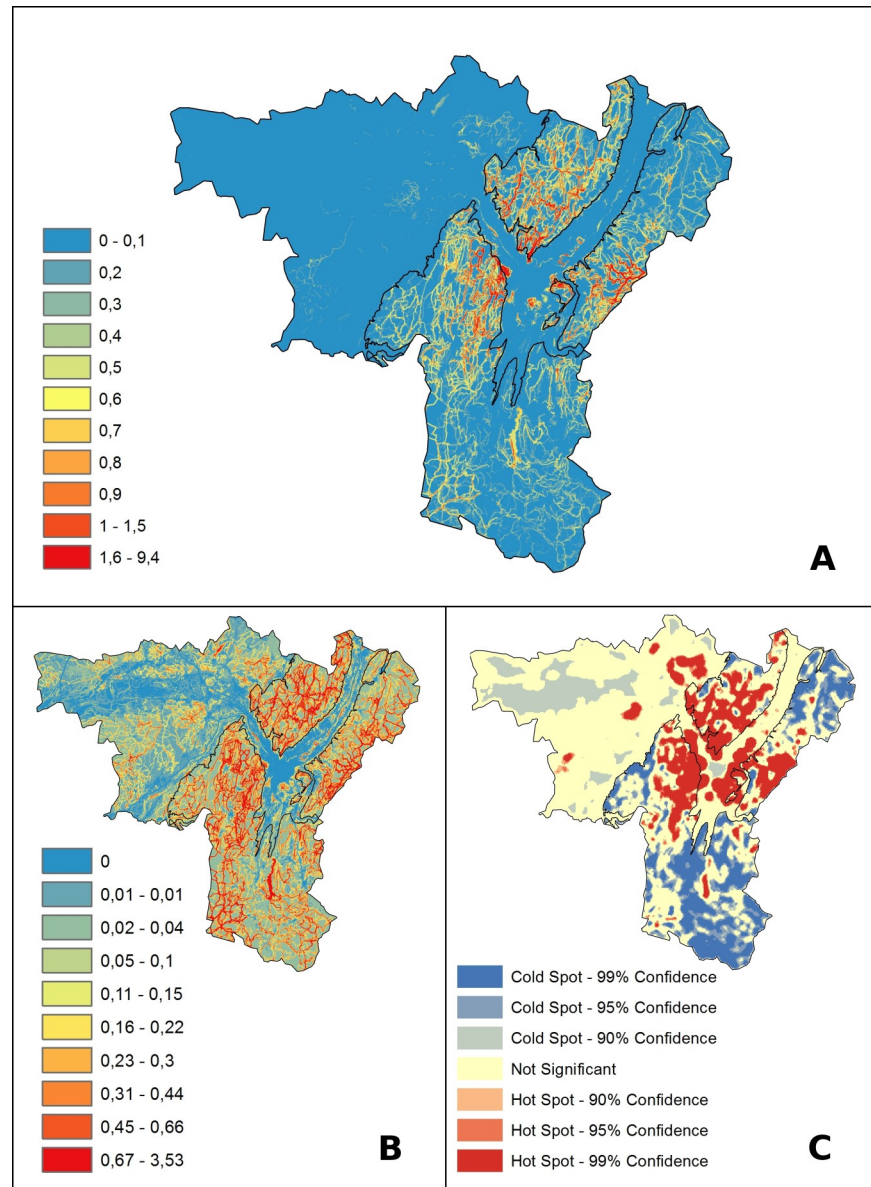 0 - 0,1
0,2
0,3
0,4
0,5
0,6
0,7
0,8
0,9
1 - 1,5
1,6 - 9,4
A
0
0,01 - 0,01
0,02 - 0,04
0,05 - 0,1
0,11 - 0,15
0,16 - 0,22
0,23 - 0,3
0,31 - 0,44
0,45 - 0,66
0,67 - 3,53
B
Cold Spot - 99% Confidence
Cold Spot - 95% Confidence
Cold Spot - 90% Confidence
Not Significant
Hot Spot - 90% Confidence
Hot Spot - 95% Confidence
Hot Spot - 99% Confidence
C